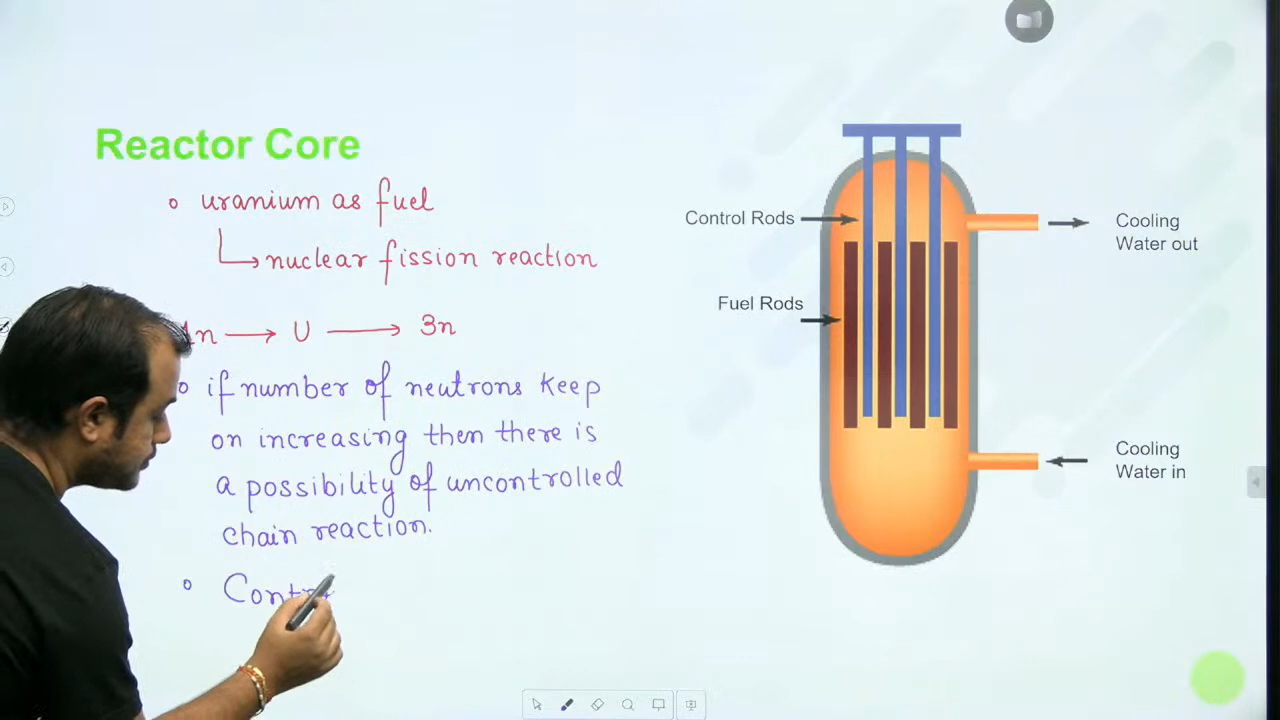 Reactor Core
uranium as fuel
nuclear fission reaction
1n → U → 3n
if number of neutrons keep
on increasing then there is
a possibility of uncontrolled
chain reaction.
Control Rods
Fuel Rods
Cooling
Water out
Cooling
Water in